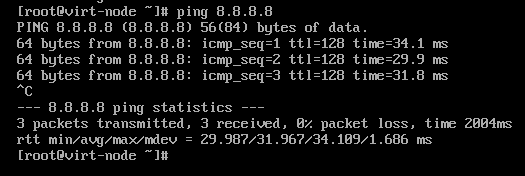 [root@virt-node ~]# ping 8.8.8.8
PING 8.8.8.8 (8.8.8.8) 56(84) bytes of data.
64 bytes from 8.8.8.8: icmp_seq=1 ttl=128 time=34.1 ms
64 bytes from 8.8.8.8: icmp_seq=2 ttl=128 time=29.9 ms
64 bytes from 8.8.8.8: icmp_seq=3 ttl=128 time=31.8 ms
^C
--- 8.8.8.8 ping statistics ---
3 packets transmitted, 3 received, 0% packet loss, time 2004ms
rtt min/avg/max/mdev = 29.987/31.967/34.109/1.686 ms
[root@virt-node ~]#